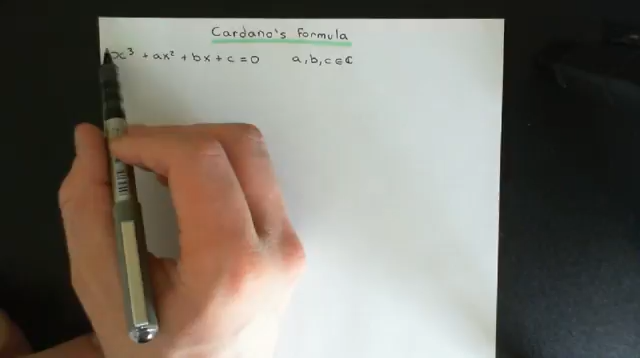 Cardano's Formula
x³ + ax² + bx + c = 0 a, b, c ∈ ℂ